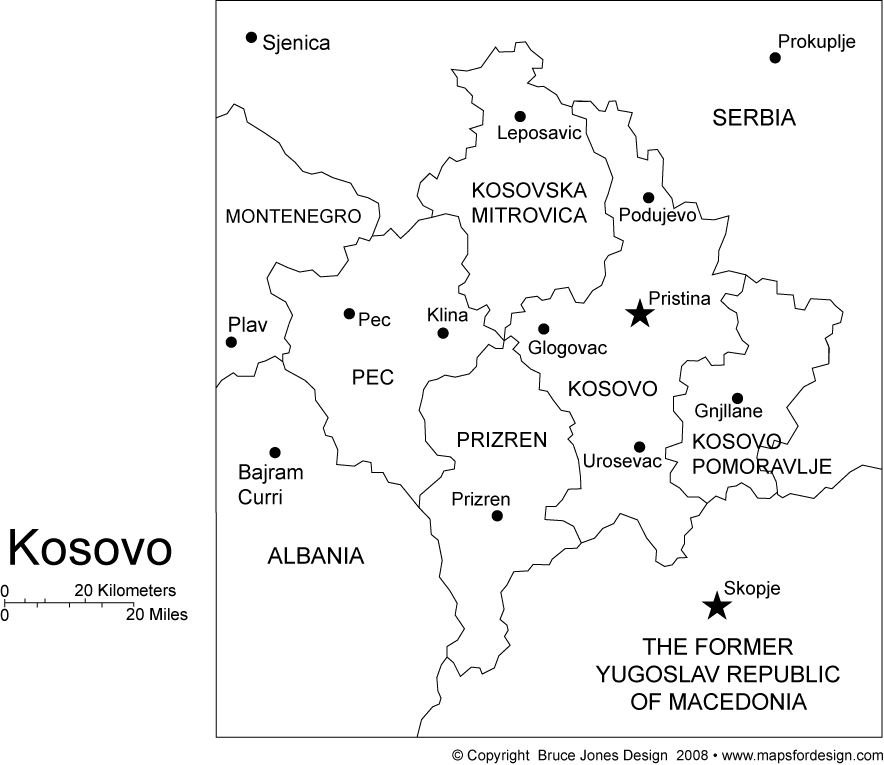 Sjenica
Prokuplje
SERBIA
Leposavic
KOSOVSKA
MITROVICA
MONTENEGRO
Podujevo
Pristina
Plav
Pec
Klina
Glogovac
PEC
KOSOVO
Gnjllane
PRIZREN
KOSOVO
POMORAVLJE
Urosevac
Bajram
Curri
Prizren
Kosovo
ALBANIA
0 20 Kilometers
0 20 Miles
Skopje
THE FORMER
YUGOSLAV REPUBLIC
OF MACEDONIA
© Copyright Bruce Jones Design 2008 • www.mapsfordesign.com